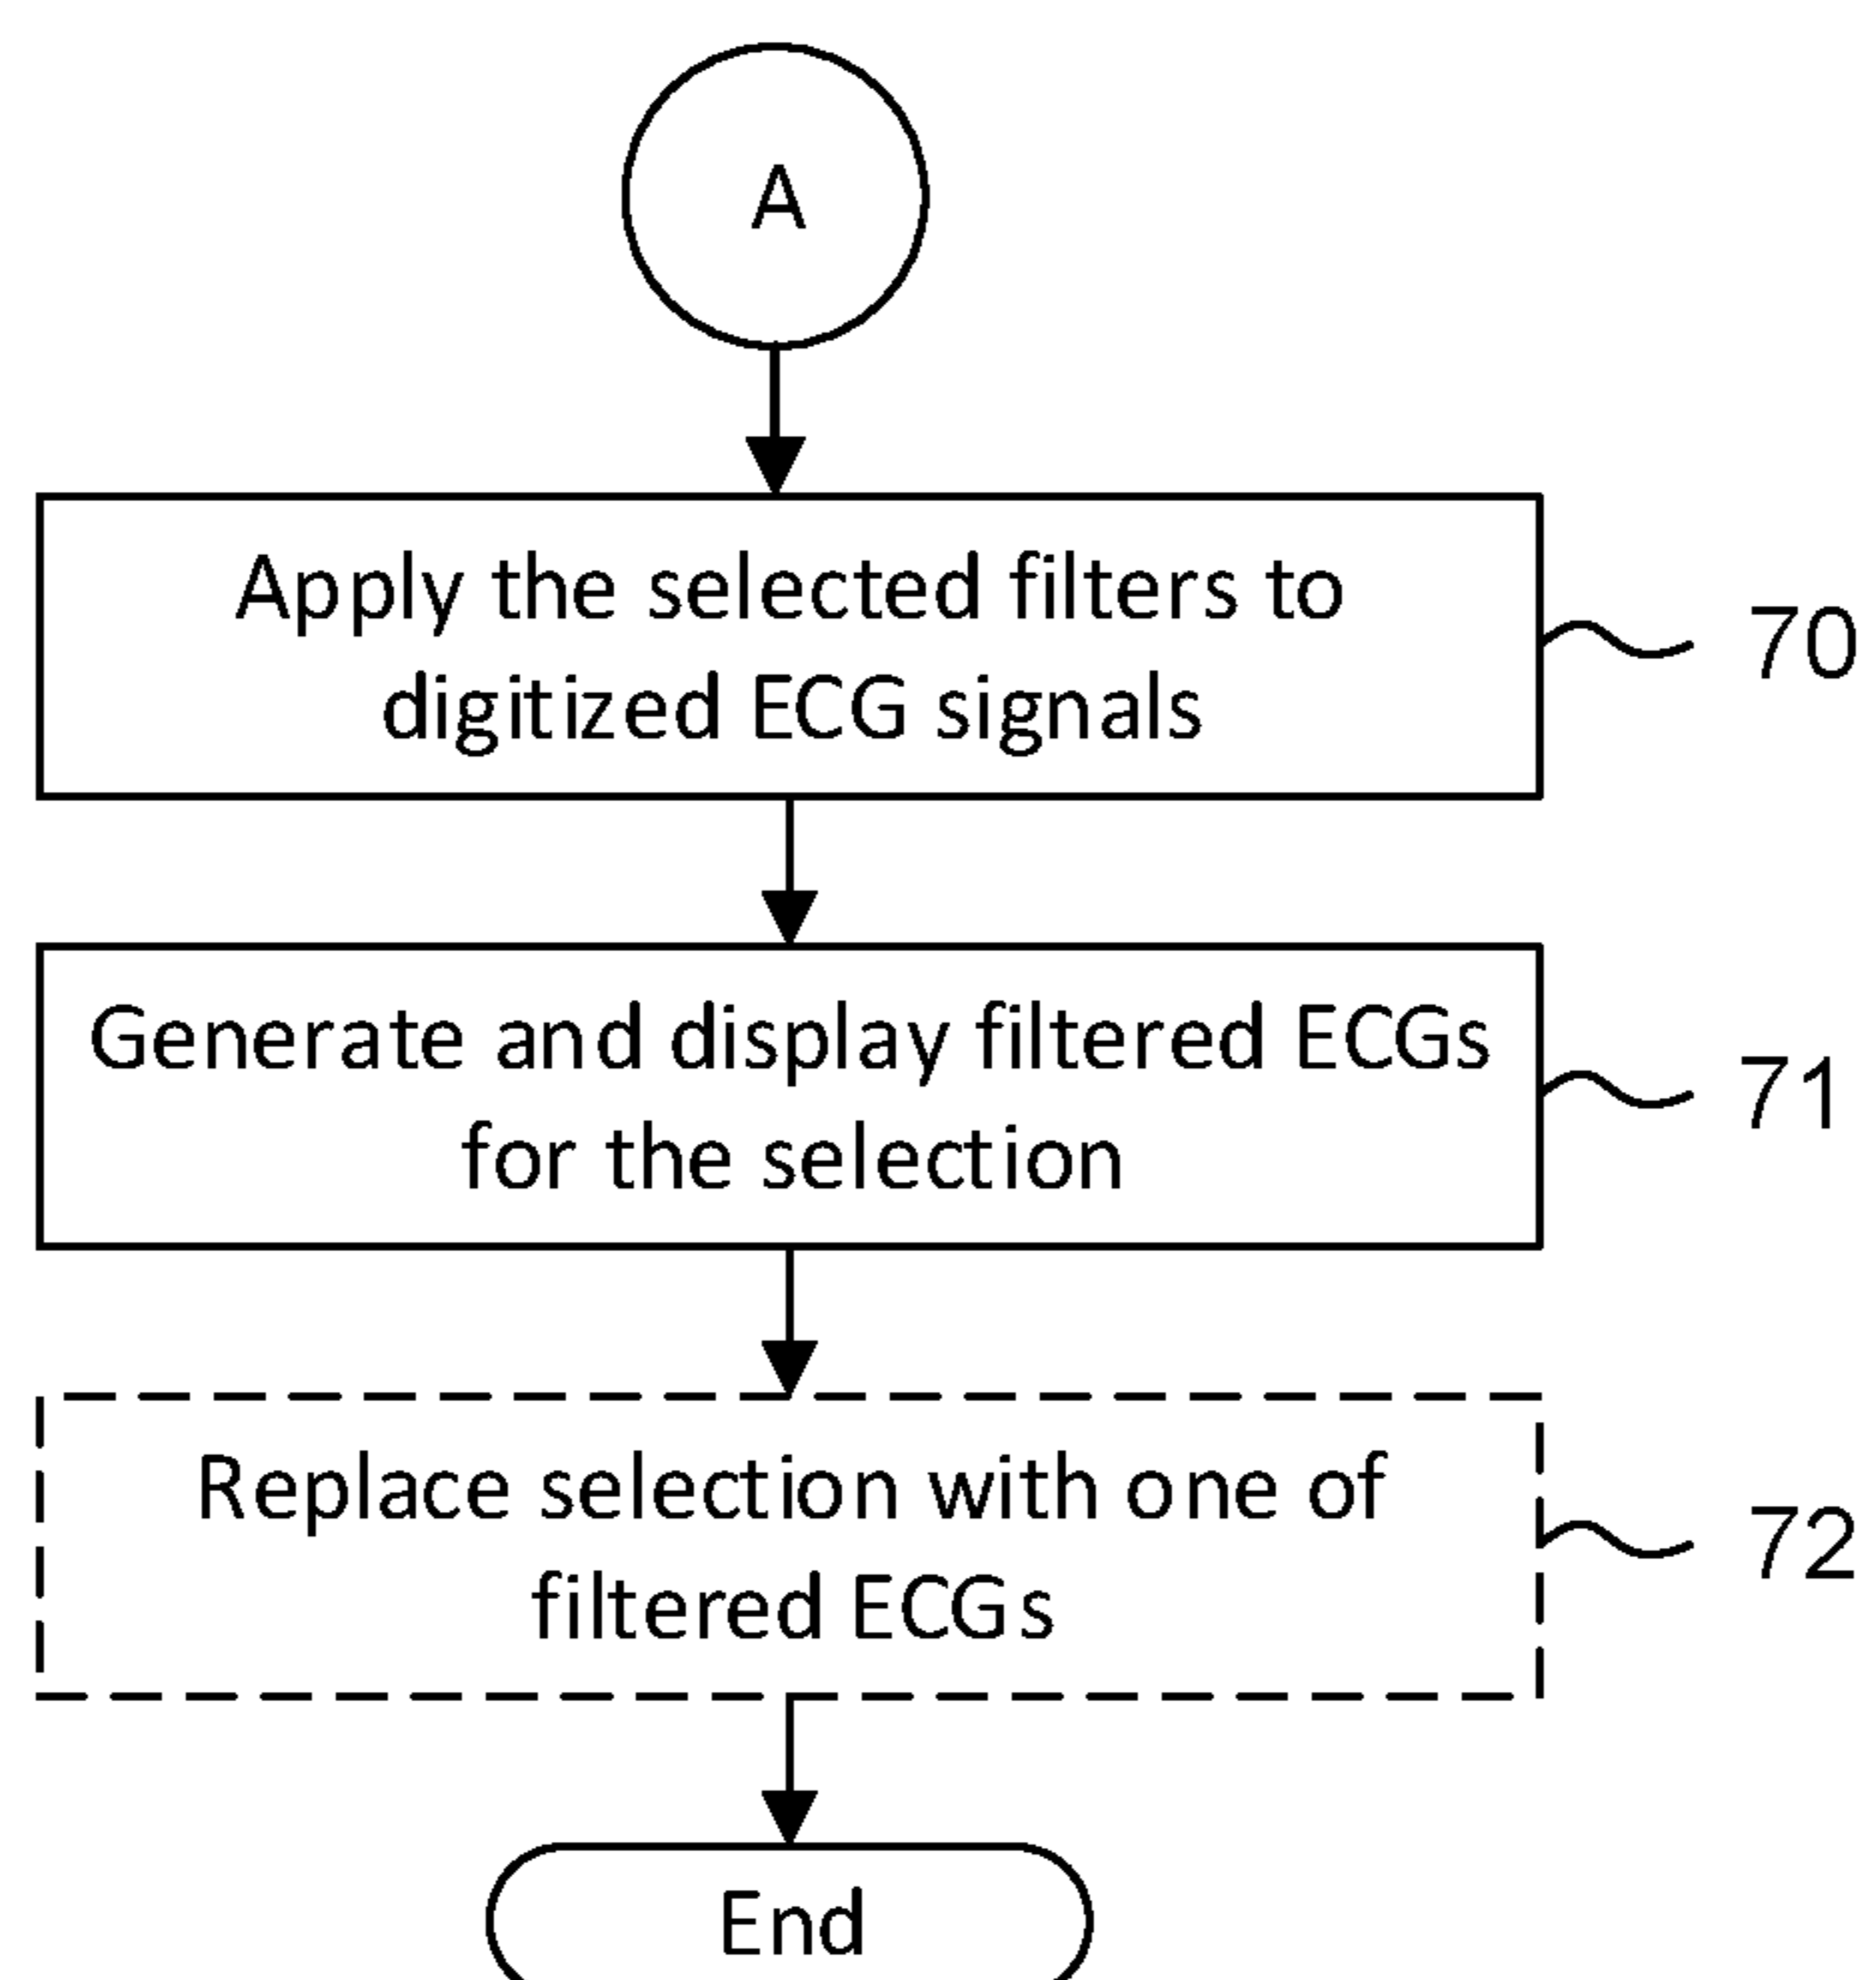 A
Apply the selected filters to
digitized ECG signals
70
Generate and display filtered ECGs
for the selection
71
Replace selection with one of
filtered ECGs
72
End